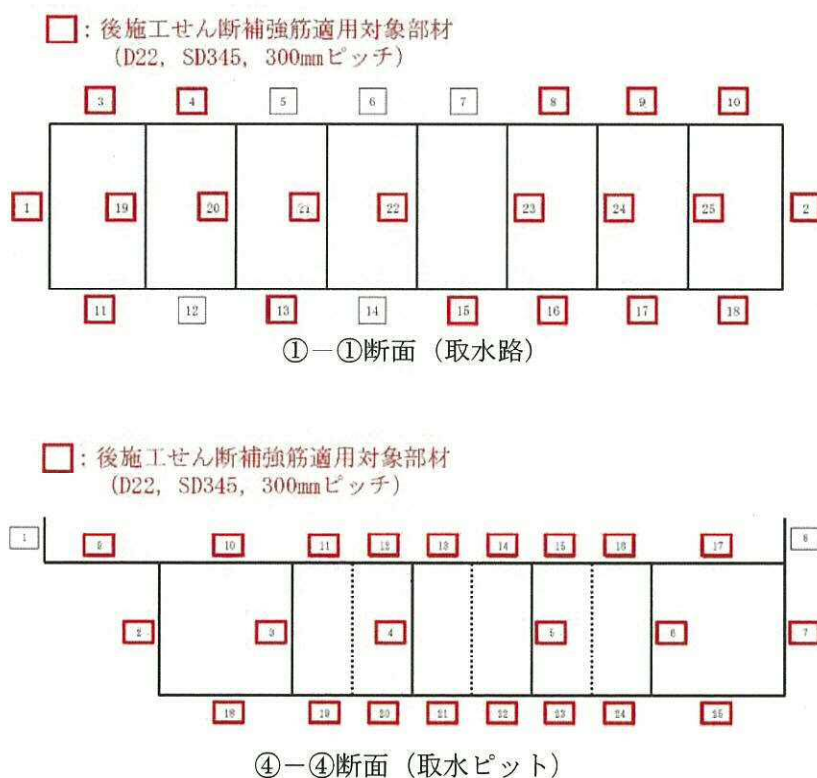 □：後施工せん断補強筋適用対象部材
(D22, SD345, 300mmピッチ)
3 4 5 6 7 8 9 10
1 19 20 21 22 23 24 25 2
11 12 13 14 15 16 17 18
①－①断面（取水路）
□：後施工せん断補強筋適用対象部材
(D22, SD345, 300mmピッチ)
1 9 10 11 12 13 14 15 16 17 8
2 3 4 5 6 7
18 19 20 21 22 23 24 25
④－④断面（取水ピット）